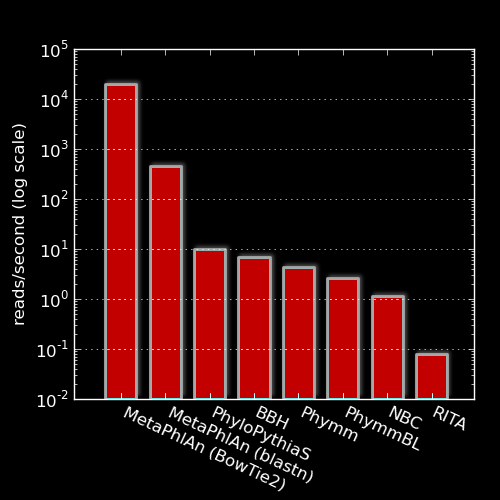 10^5
10^4
10^3
10^2
10^1
10^0
10^-1
10^-2
reads/second (log scale)
MetaPhlAn (BowTie2)
MetaPhlAn (blastn)
PhyloPythiaS
BBH
Phymm
PhymmBL
NBC
RITA